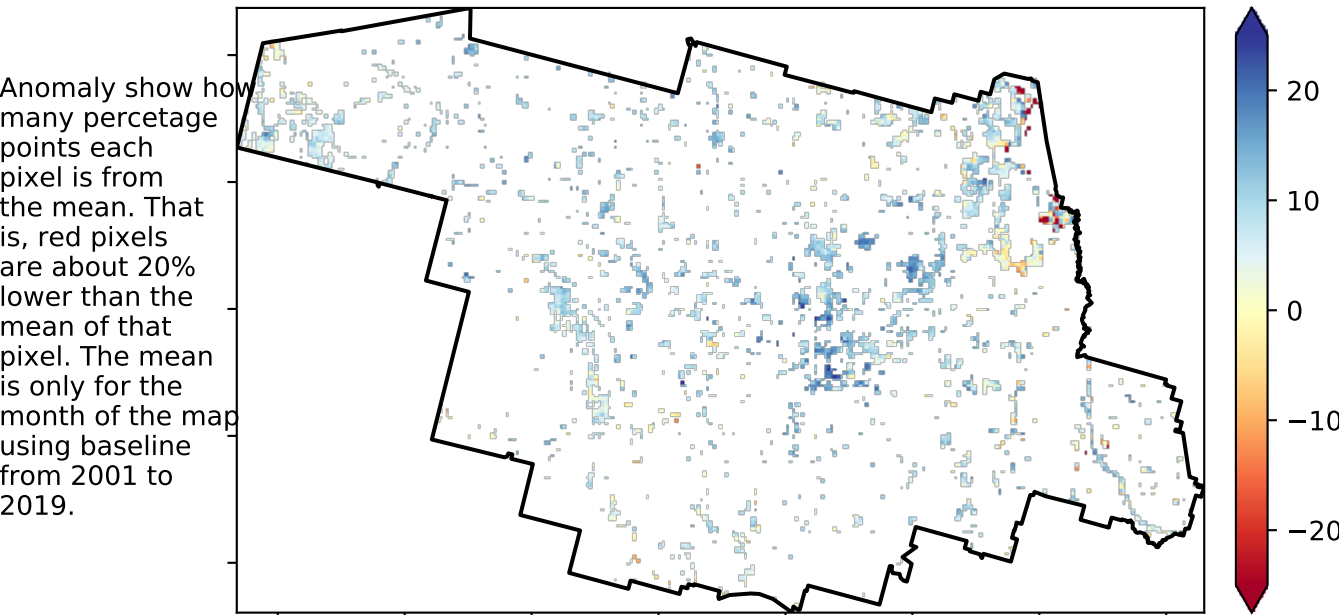 Anomaly show how
many percetage
points each
pixel is from
the mean. That
is, red pixels
are about 20%
lower than the
mean of that
pixel. The mean
is only for the
month of the map
using baseline
from 2001 to
2019.
20
10
0
−10
−20